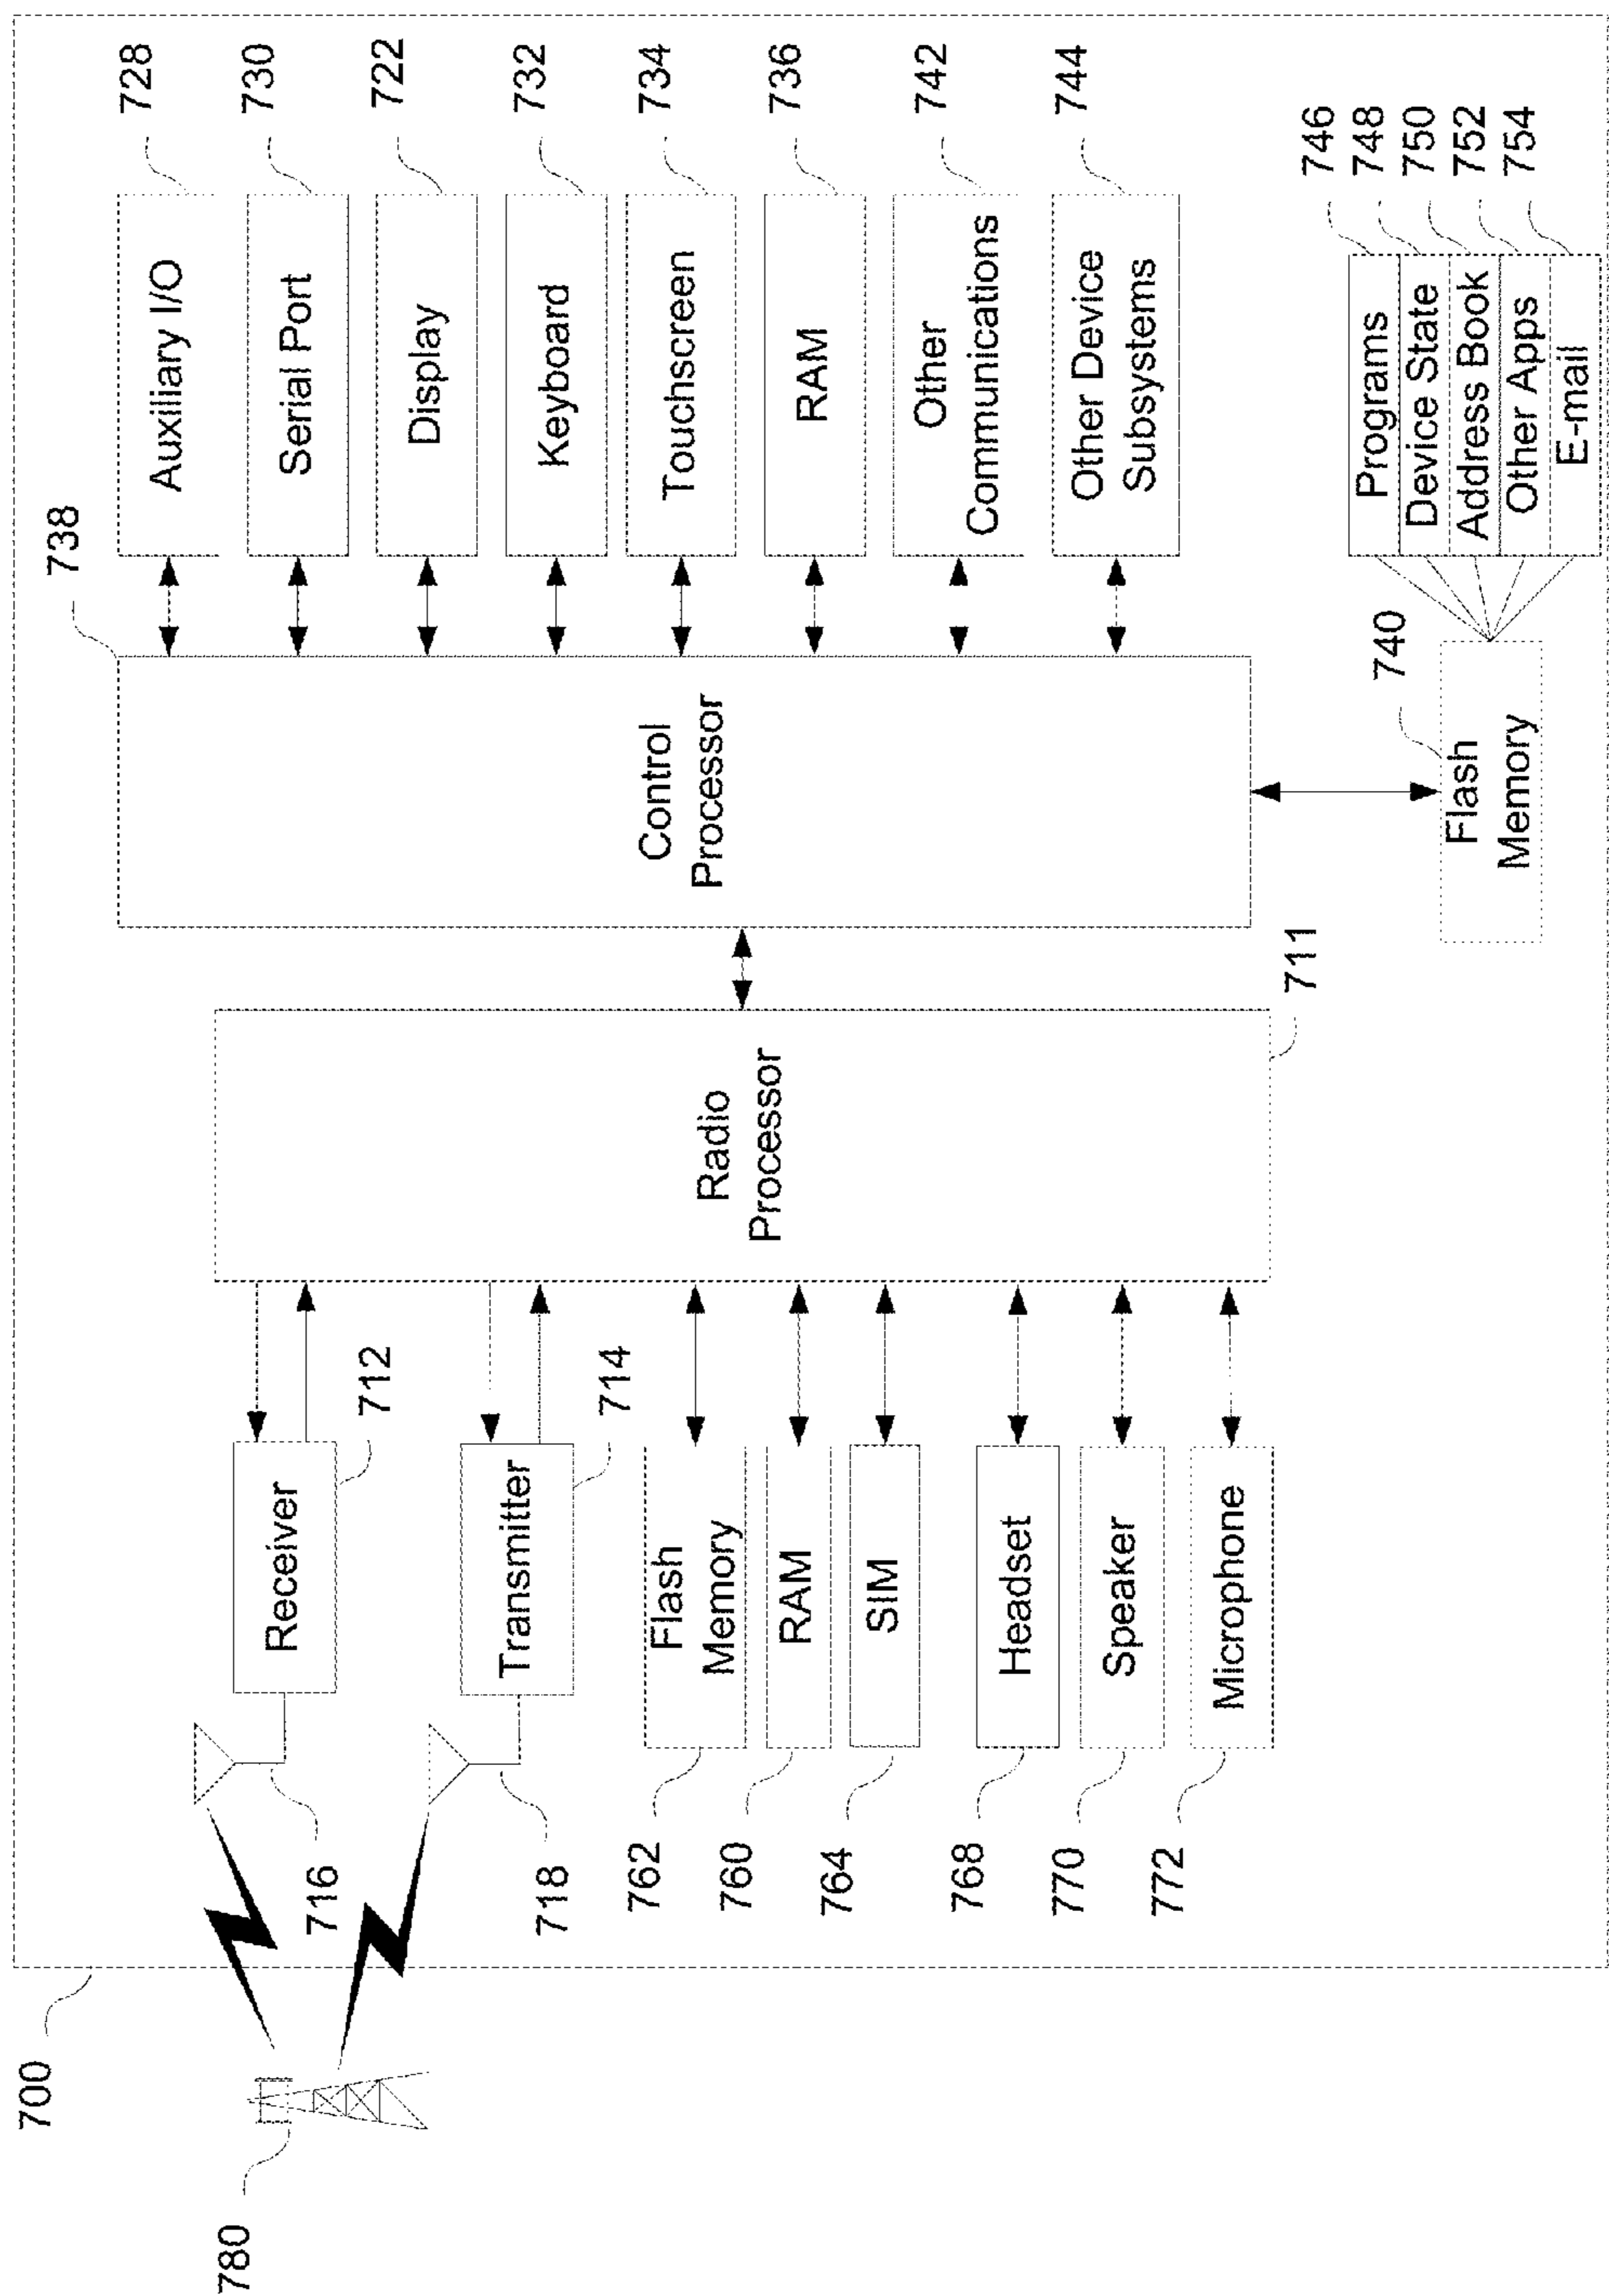 700
780
716
718
Receiver
712
Transmitter
714
762
Flash
Memory
760
RAM
764
SIM
768
Headset
770
Speaker
772
Microphone
Radio
Processor
711
738
Control
Processor
Auxiliary I/O
728
Serial Port
730
Display
722
Keyboard
732
Touchscreen
734
RAM
736
Other
Communications
742
Other Device
Subsystems
744
740
Flash
Memory
Programs
746
Device State
748
Address Book
750
Other Apps
752
E-mail
754